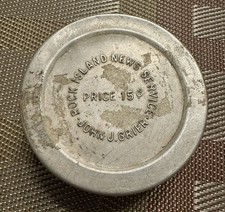 ROCK ISLAND NEWS SERVICE
PRICE 15¢
JOHN J. GRIER